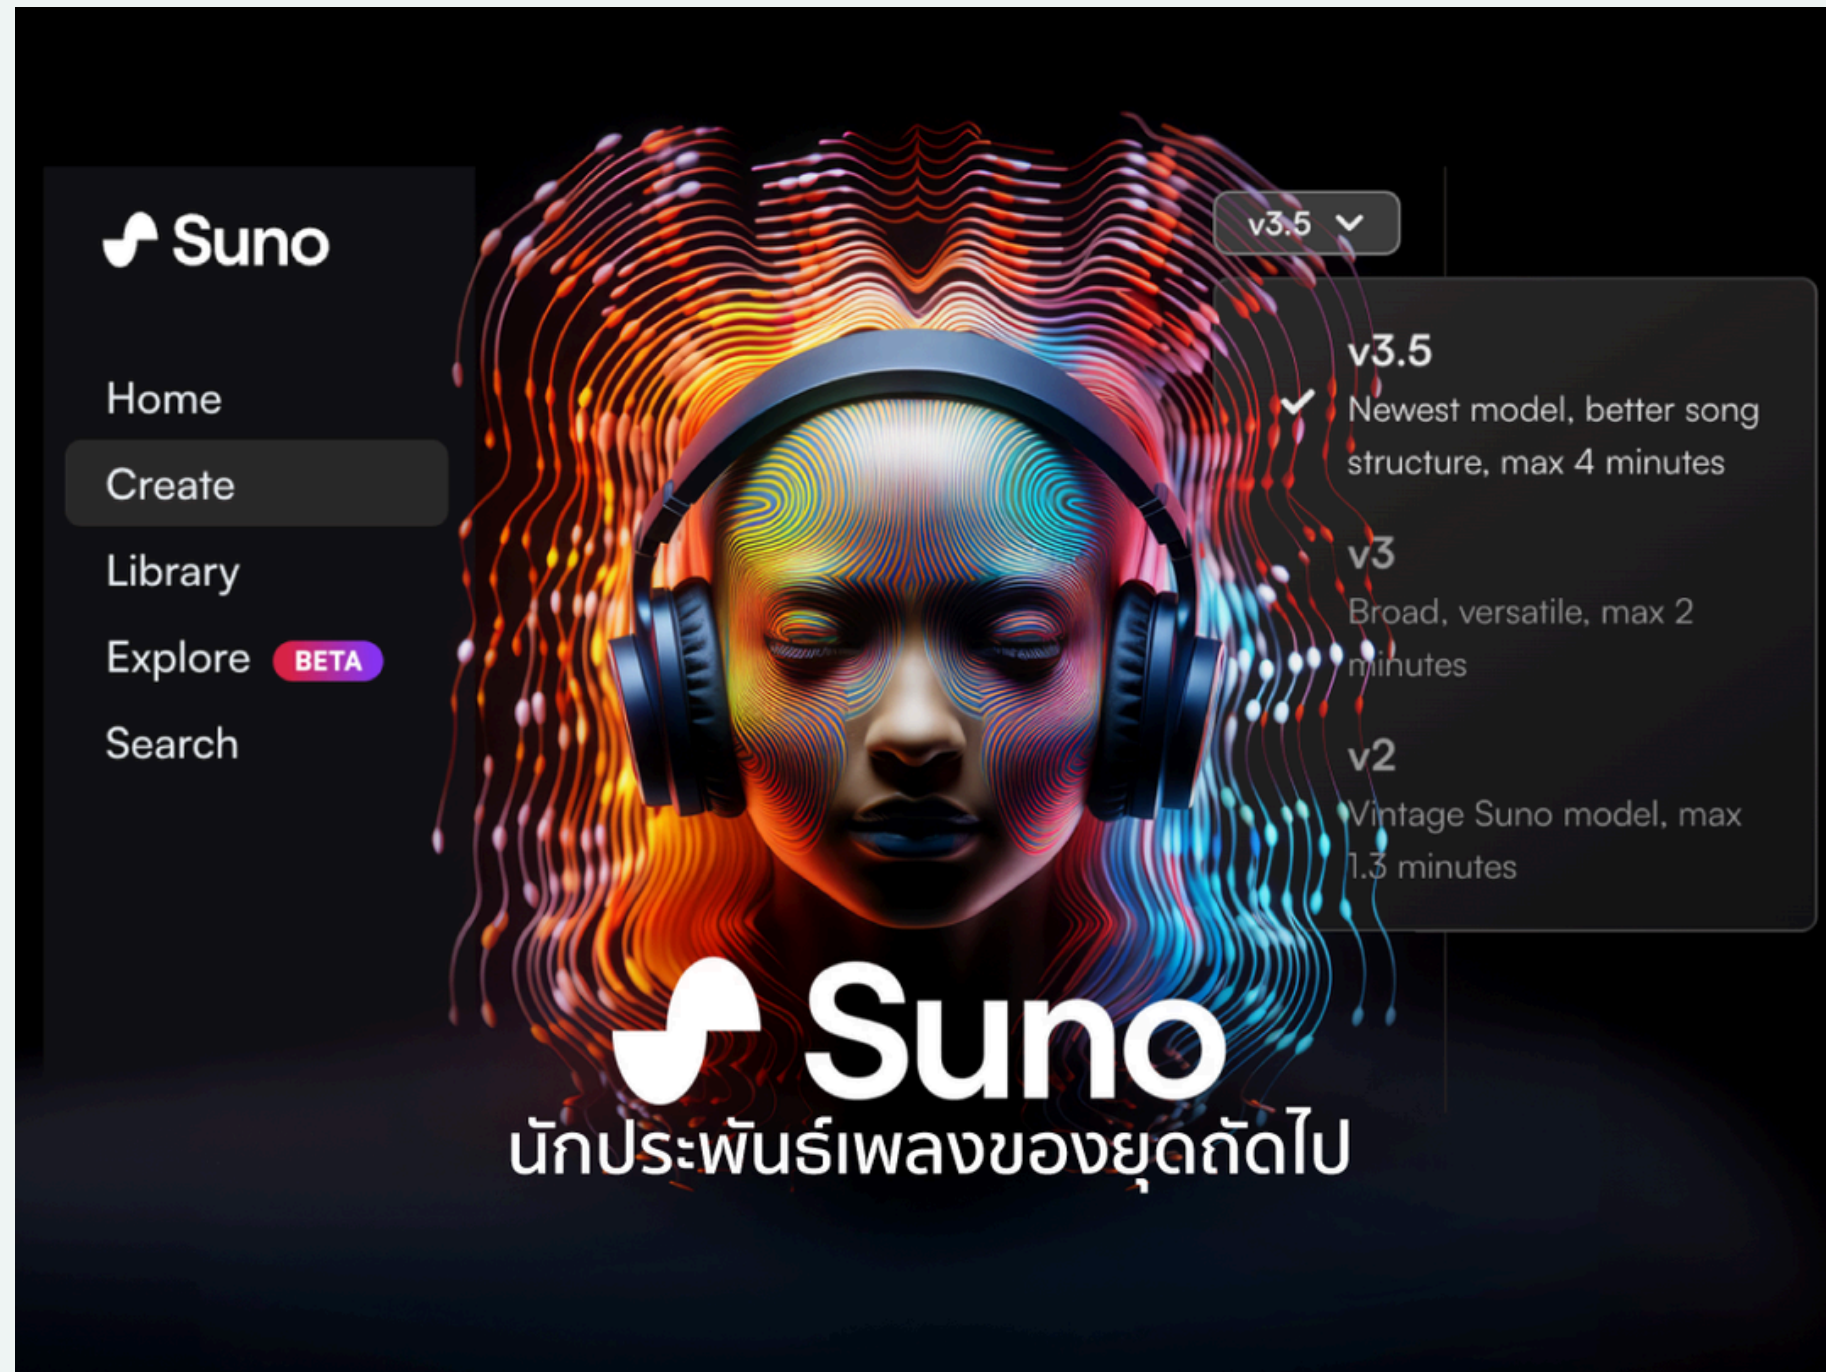 Suno
Home
Create
Library
Explore BETA
Search
v3.5
v3.5
Newest model, better song
structure, max 4 minutes
v3
Broad, versatile, max 2
minutes
v2
Vintage Suno model, max
1.3 minutes
Suno
นักประพันธ์เพลงของยุดถัดไป